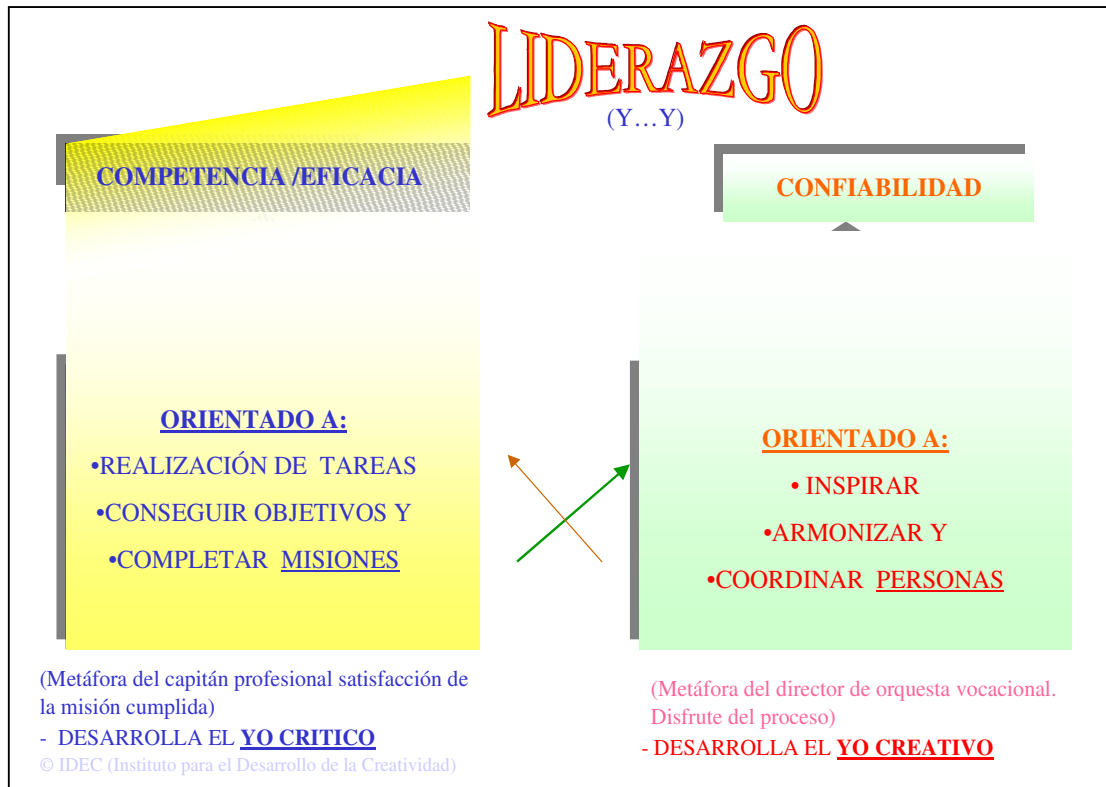 LIDERAZGO
(Y…Y)
COMPETENCIA /EFICACIA
CONFIABILIDAD
ORIENTADO A:
•REALIZACIÓN DE TAREAS
•CONSEGUIR OBJETIVOS Y
•COMPLETAR MISIONES
ORIENTADO A:
• INSPIRAR
•ARMONIZAR Y
•COORDINAR PERSONAS
(Metáfora del capitán profesional satisfacción de
la misión cumplida)
- DESARROLLA EL YO CRITICO
© IDEC (Instituto para el Desarrollo de la Creatividad)
(Metáfora del director de orquesta vocacional.
Disfrute del proceso)
- DESARROLLA EL YO CREATIVO